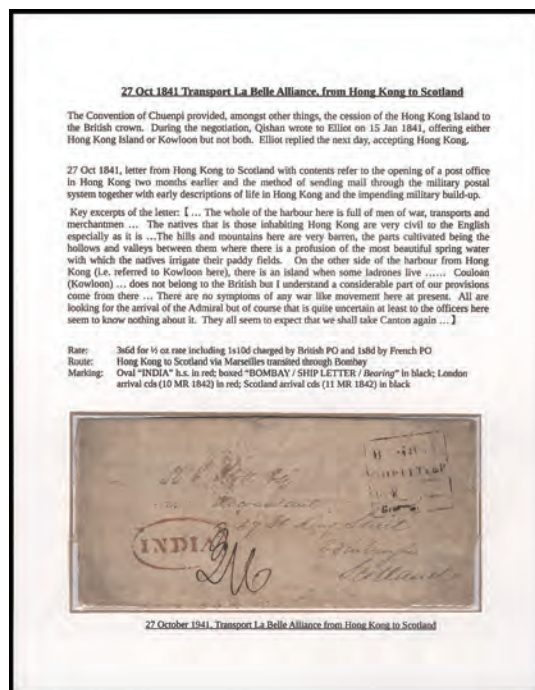 27 Oct 1841 Transport La Belle Alliance, from Hong Kong to Scotland
The Convention of Chuenpi provided, amongst other things, the cession of the Hong Kong Island to
the British crown. During the negotiation, Qishan wrote to Elliot on 15 Jan 1841, offering either
Hong Kong Island or Kowloon but not both. Elliot replied the next day, accepting Hong Kong.
27 Oct 1841, letter from Hong Kong to Scotland with contents refer to the opening of a post office
in Hong Kong two months earlier and the method of sending mail through the military postal
system together with early descriptions of life in Hong Kong and the impending military build-up.
Key excerpts of the letter: 【 ... The whole of the harbour here is full of men of war, transports and
merchantmen ... The natives that is those inhabiting Hong Kong are very civil to the English
especially as it is ...The hills and mountains here are very barren, the parts cultivated being the
hollows and valleys between them where there is a profusion of the most beautiful spring water
with which the natives irrigate their paddy fields. On the other side of the harbour from Hong
Kong (i.e. referred to Kowloon here), there is an island when some ladrones live ...... Couloan
(Kowloon) ... does not belong to the British but I understand a considerable part of our provisions
come from there ... There are no symptoms of any war like movement here at present. All are
looking for the arrival of the Admiral but of course that is quite uncertain at least to the officers here
seem to know nothing about it. They all seem to expect that we shall take Canton again ... 】
Rate: 3s6d for ½ oz rate including 1s10d charged by British PO and 1s8d by French PO
Route: Hong Kong to Scotland via Marseilles transited through Bombay
Marking: Oval "INDIA" h.s. in red; boxed "BOMBAY / SHIP LETTER / Bearing" in black; London
arrival cds (10 MR 1842) in red; Scotland arrival cds (11 MR 1842) in black
Street
INDIA
Edinburgh
Scotland
27 October 1941, Transport La Belle Alliance from Hong Kong to Scotland